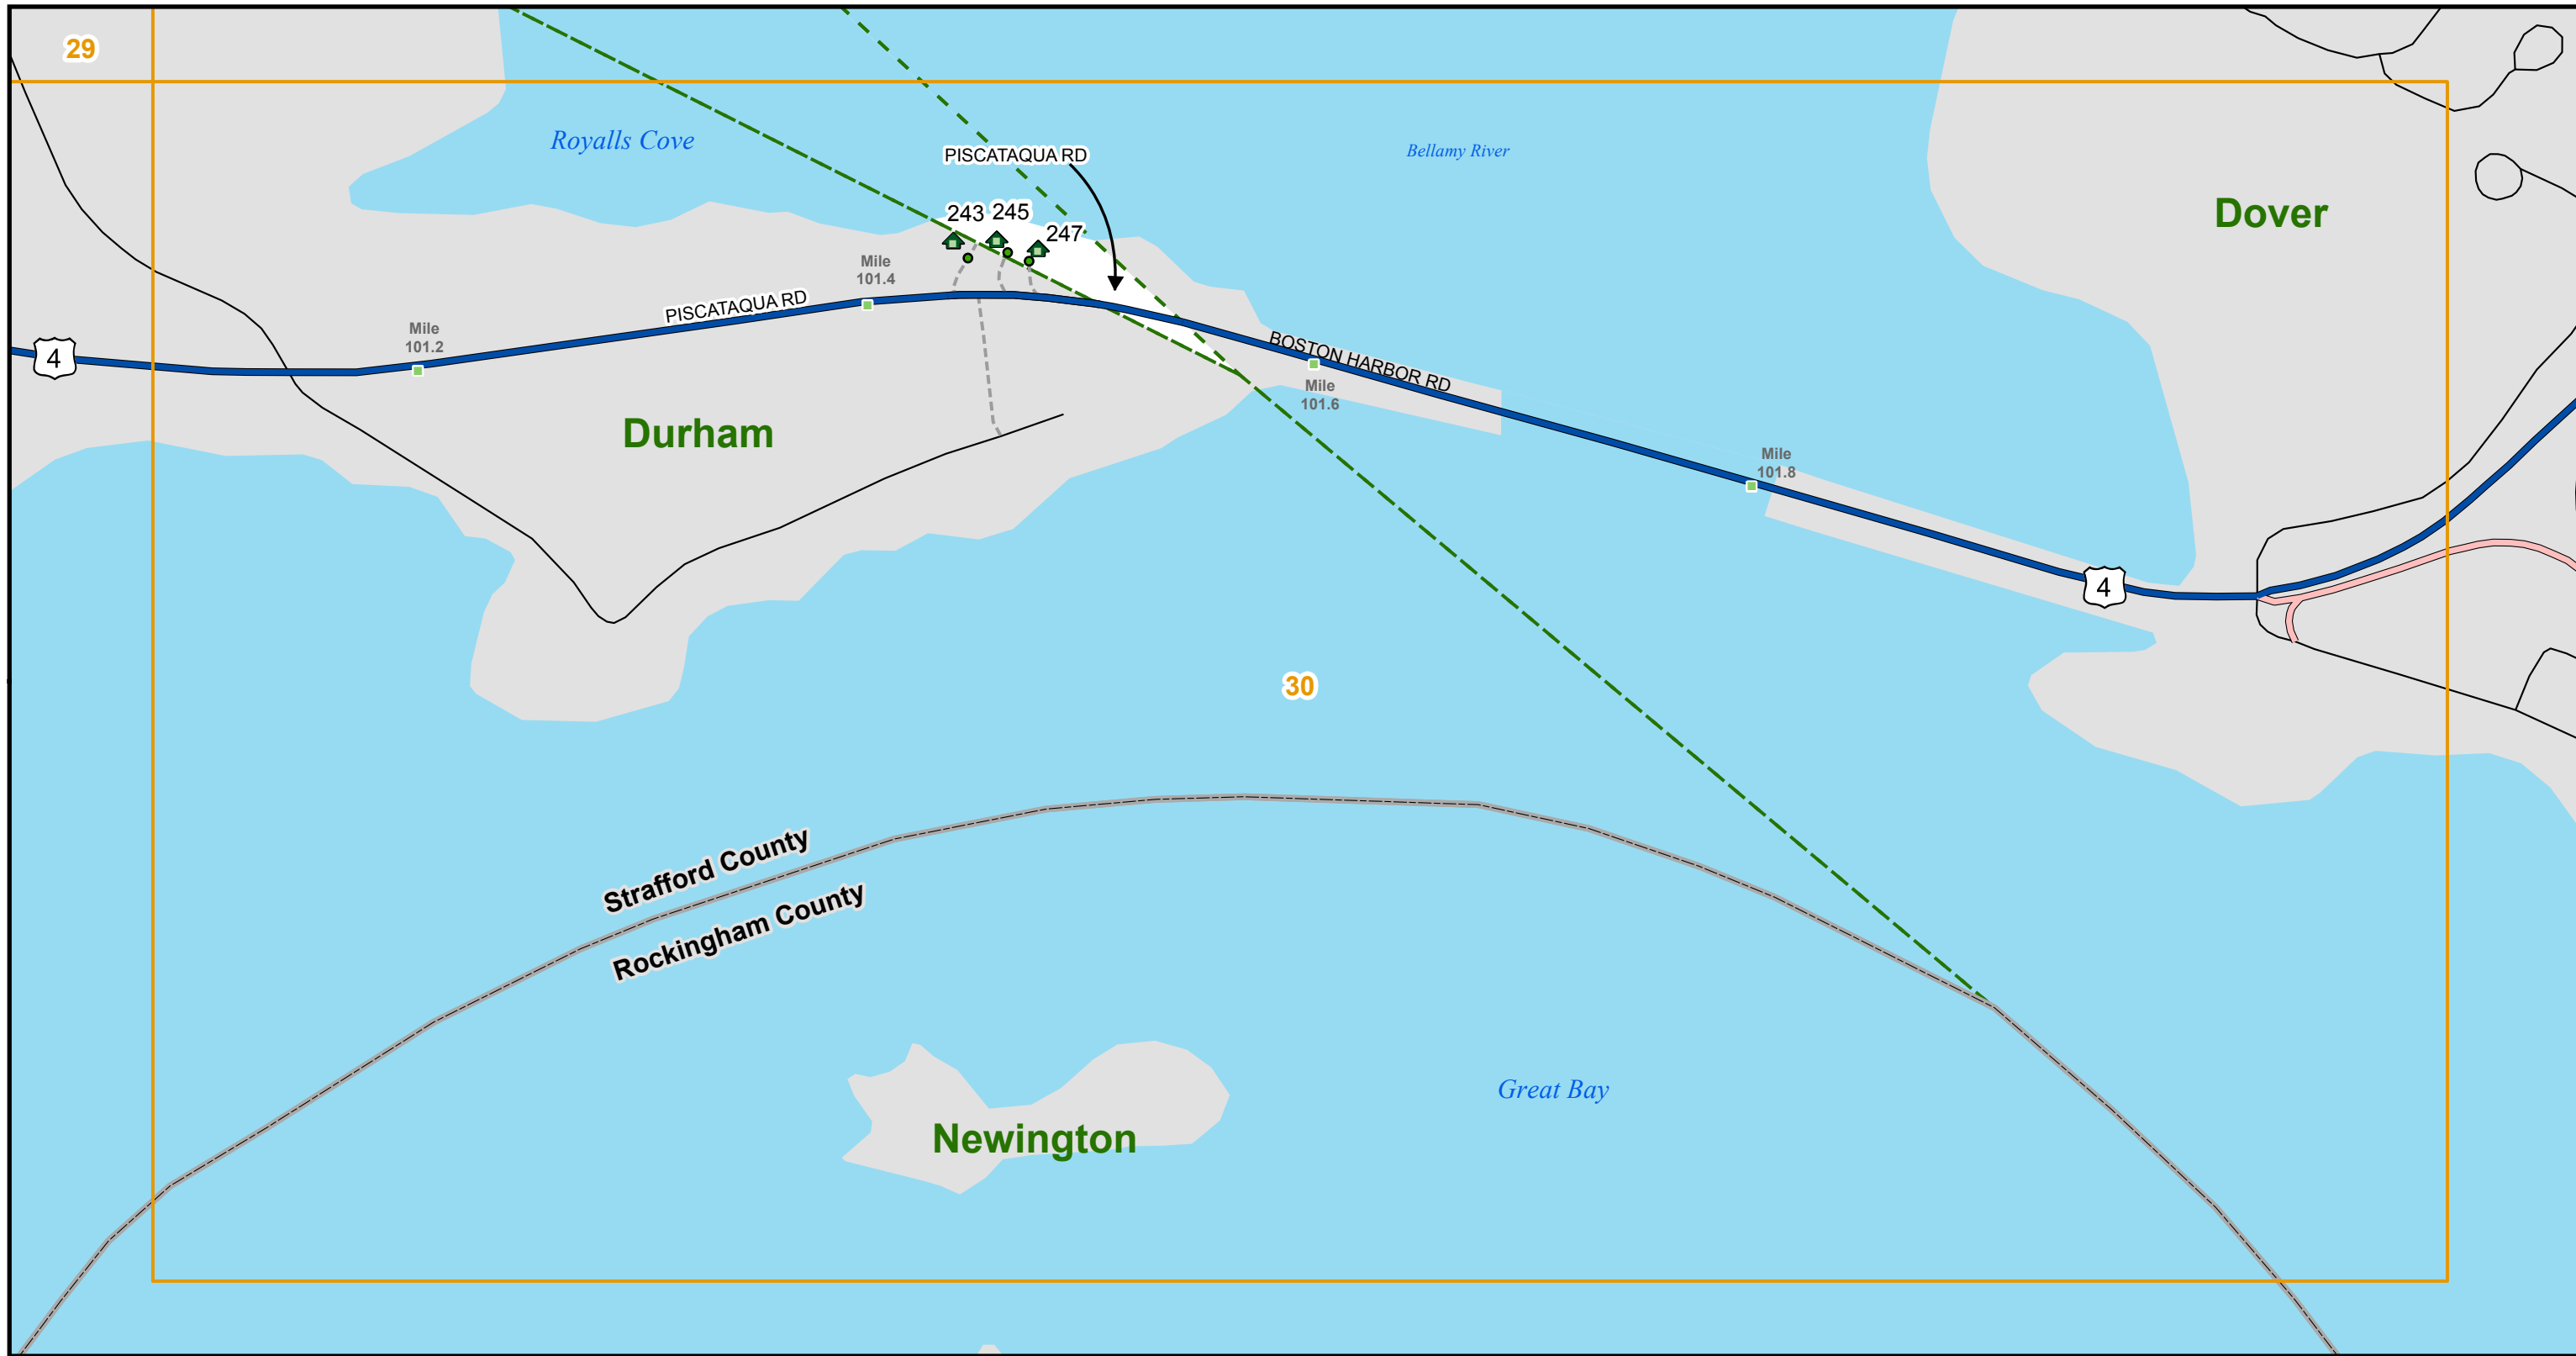 29
Royalls Cove
PISCATAQUA RD
Bellamy River
243 245
247
Dover
Mile
101.4
PISCATAQUA RD
Mile
101.2
4
BOSTON HARBOR RD
Mile
101.6
Durham
Mile
101.8
4
30
Strafford County
Rockingham County
Great Bay
Newington